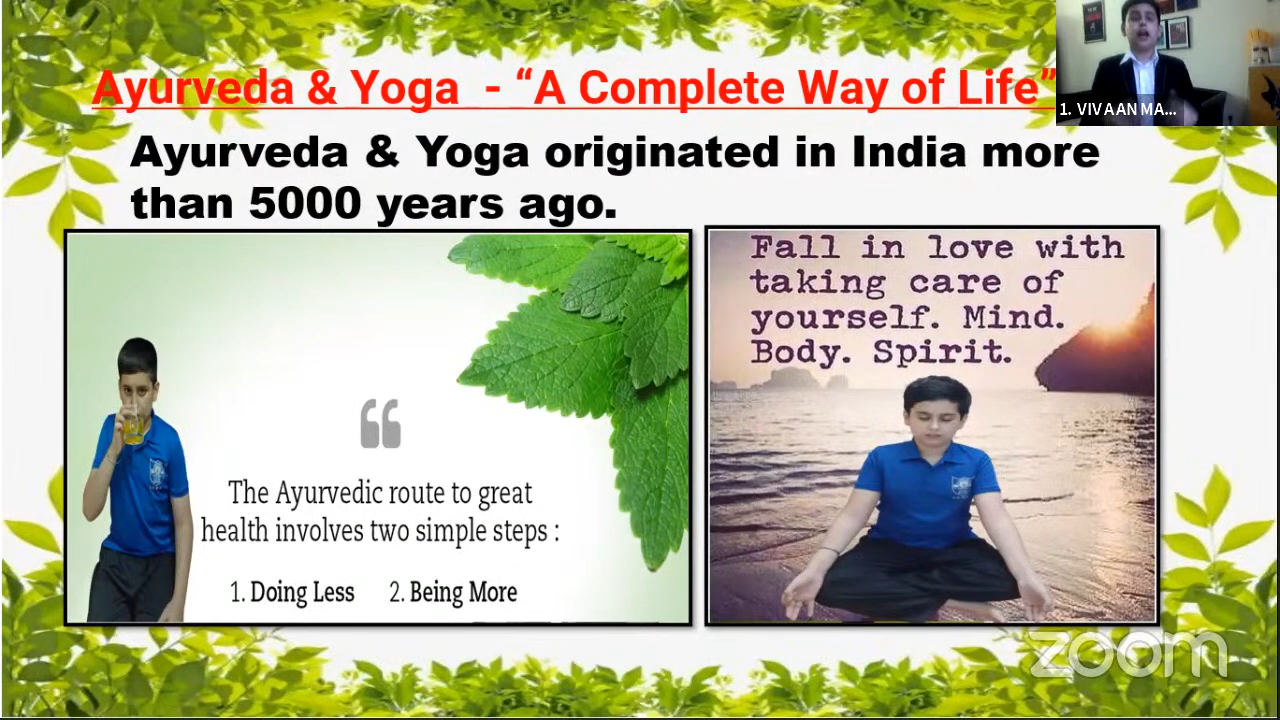 Ayurveda & Yoga - “A Complete Way of Life”
1. VIVAAN MA...
Ayurveda & Yoga originated in India more
than 5000 years ago.
“
The Ayurvedic route to great
health involves two simple steps :
1. Doing Less 2. Being More
Fall in love with
taking care of
yourself. Mind.
Body. Spirit.
zoom